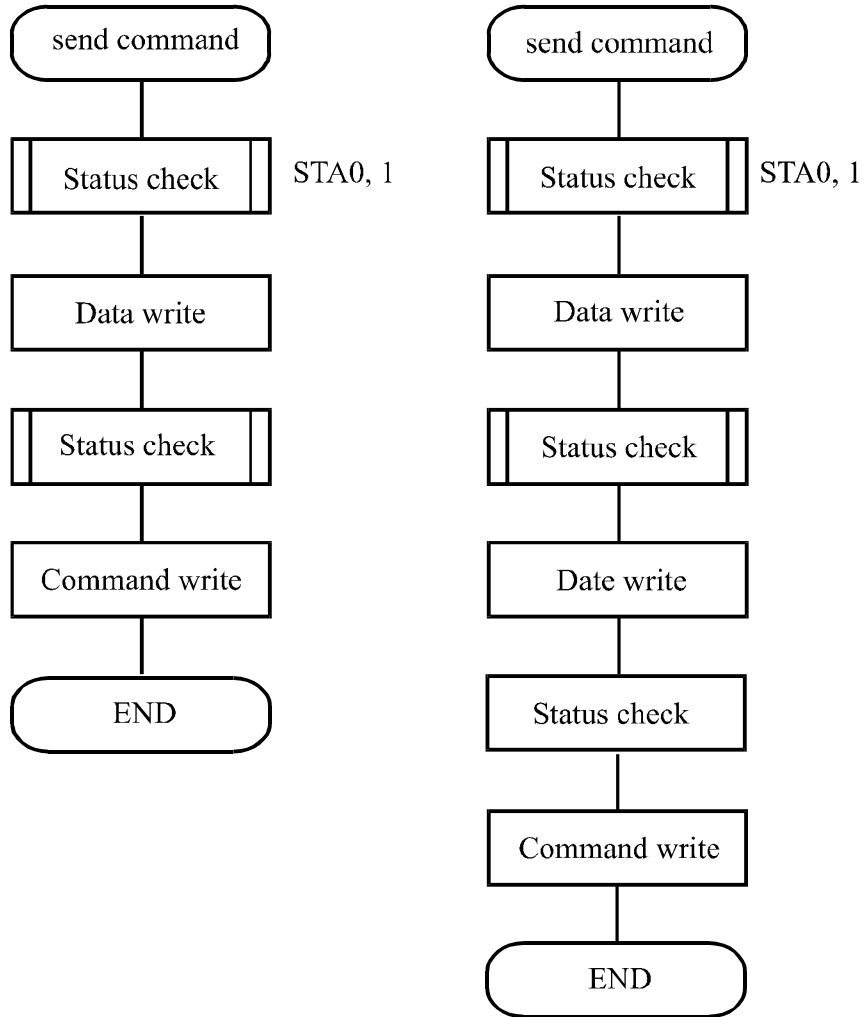 send command
Status check
STA0, 1
Data write
Status check
Command write
END
send command
Status check
STA0, 1
Data write
Status check
Date write
Status check
Command write
END